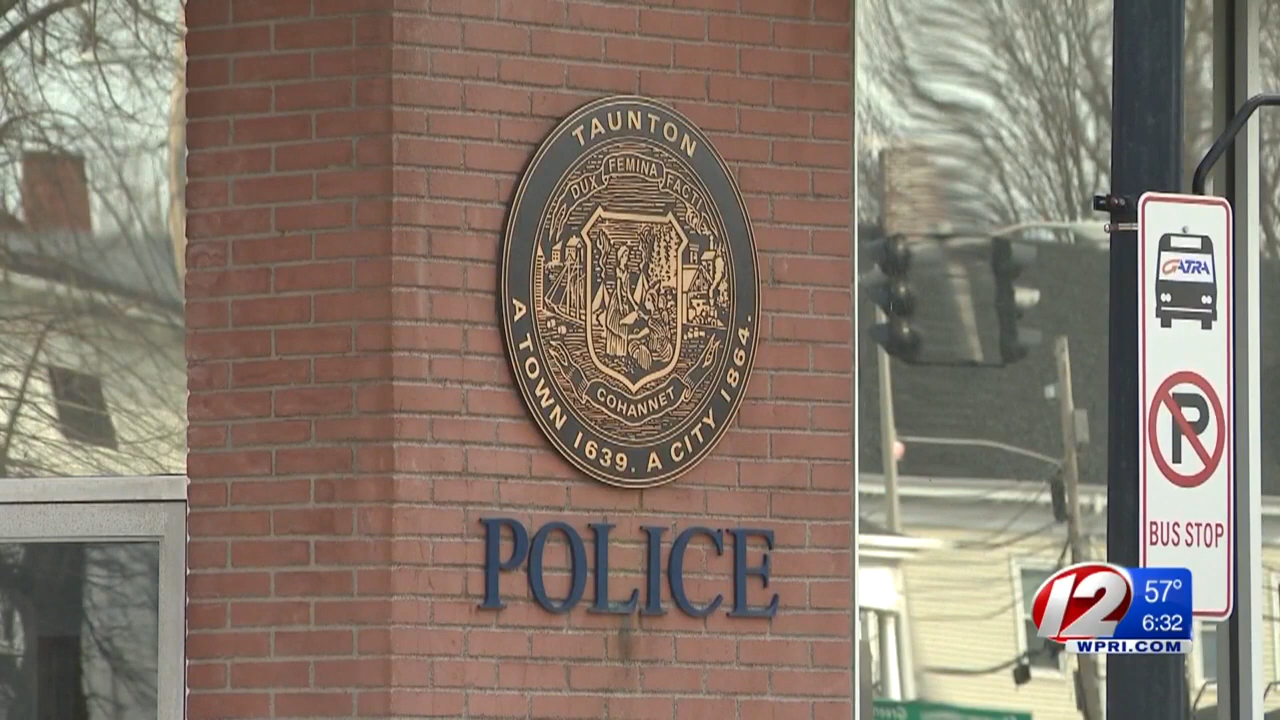 TAUNTON
DUX FEMINA FACTI
COHANNET
A TOWN 1639. A CITY 1864.
POLICE
GATRA
P
BUS STOP
12
57°
6:32
WPRI.COM
Green